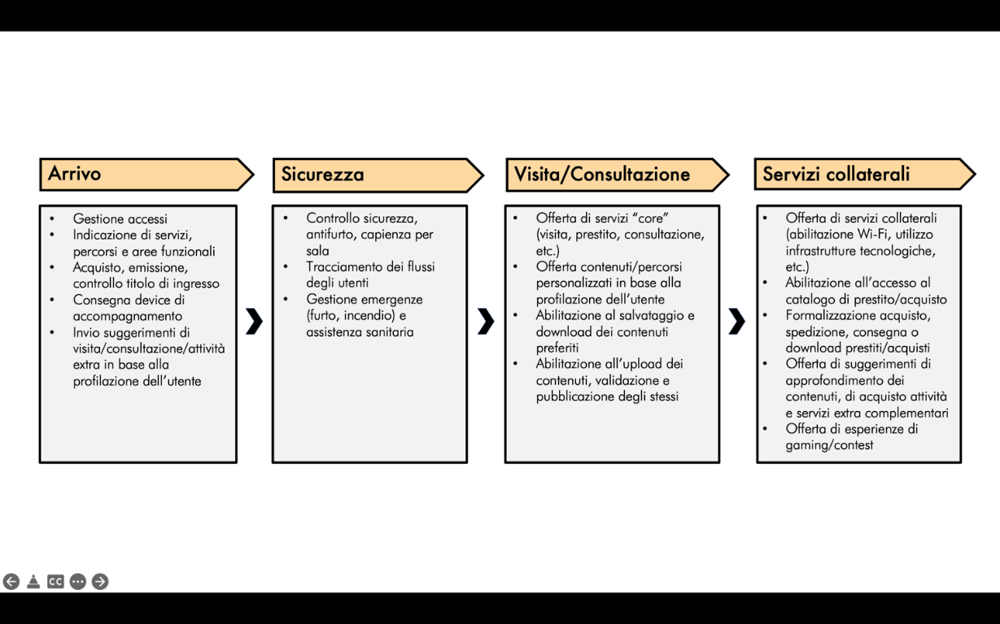 Arrivo
• Gestione accessi
• Indicazione di servizi,
percorsi e aree funzionali
• Acquisto, emissione,
controllo titolo di ingresso
• Consegna device di
accompagnamento
• Invio suggerimenti di
visita/consultazione/attività
extra in base alla
profilazione dell’utente
Sicurezza
• Controllo sicurezza,
antifurto, capienza per
sala
• Tracciamento dei flussi
degli utenti
• Gestione emergenze
(furto, incendio) e
assistenza sanitaria
Visita/Consultazione
• Offerta di servizi “core”
(visita, prestito, consultazione,
etc.)
• Offerta contenuti/percorsi
personalizzati in base alla
profilazione dell’utente
• Abilitazione al salvataggio e
download dei contenuti
preferiti
• Abilitazione all’upload dei
contenuti, validazione e
pubblicazione degli stessi
Servizi collaterali
• Offerta di servizi collaterali
(abilitazione Wi-Fi, utilizzo
infrastrutture tecnologiche,
etc.)
• Abilitazione all’accesso al
catalogo di prestito/acquisto
• Formalizzazione acquisto,
spedizione, consegna o
download prestiti/acquisti
• Offerta di suggerimenti di
approfondimento dei
contenuti, di acquisto attività
e servizi extra complementari
• Offerta di esperienze di
gaming/contest
CC